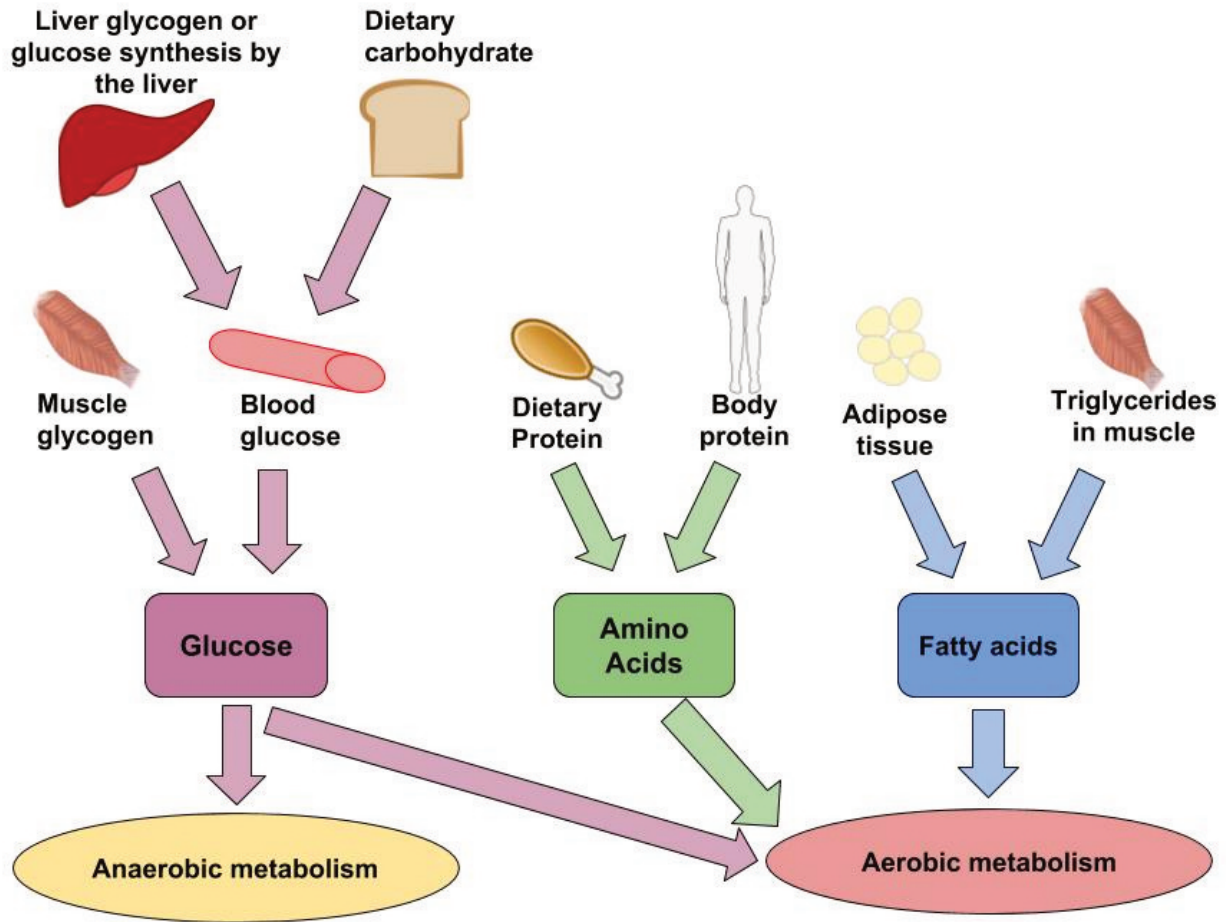 Liver glycogen or
glucose synthesis by
the liver
Dietary
carbohydrate
Muscle
glycogen
Blood
glucose
Dietary
Protein
Body
protein
Adipose
tissue
Triglycerides
in muscle
Glucose
Amino
Acids
Fatty acids
Anaerobic metabolism
Aerobic metabolism